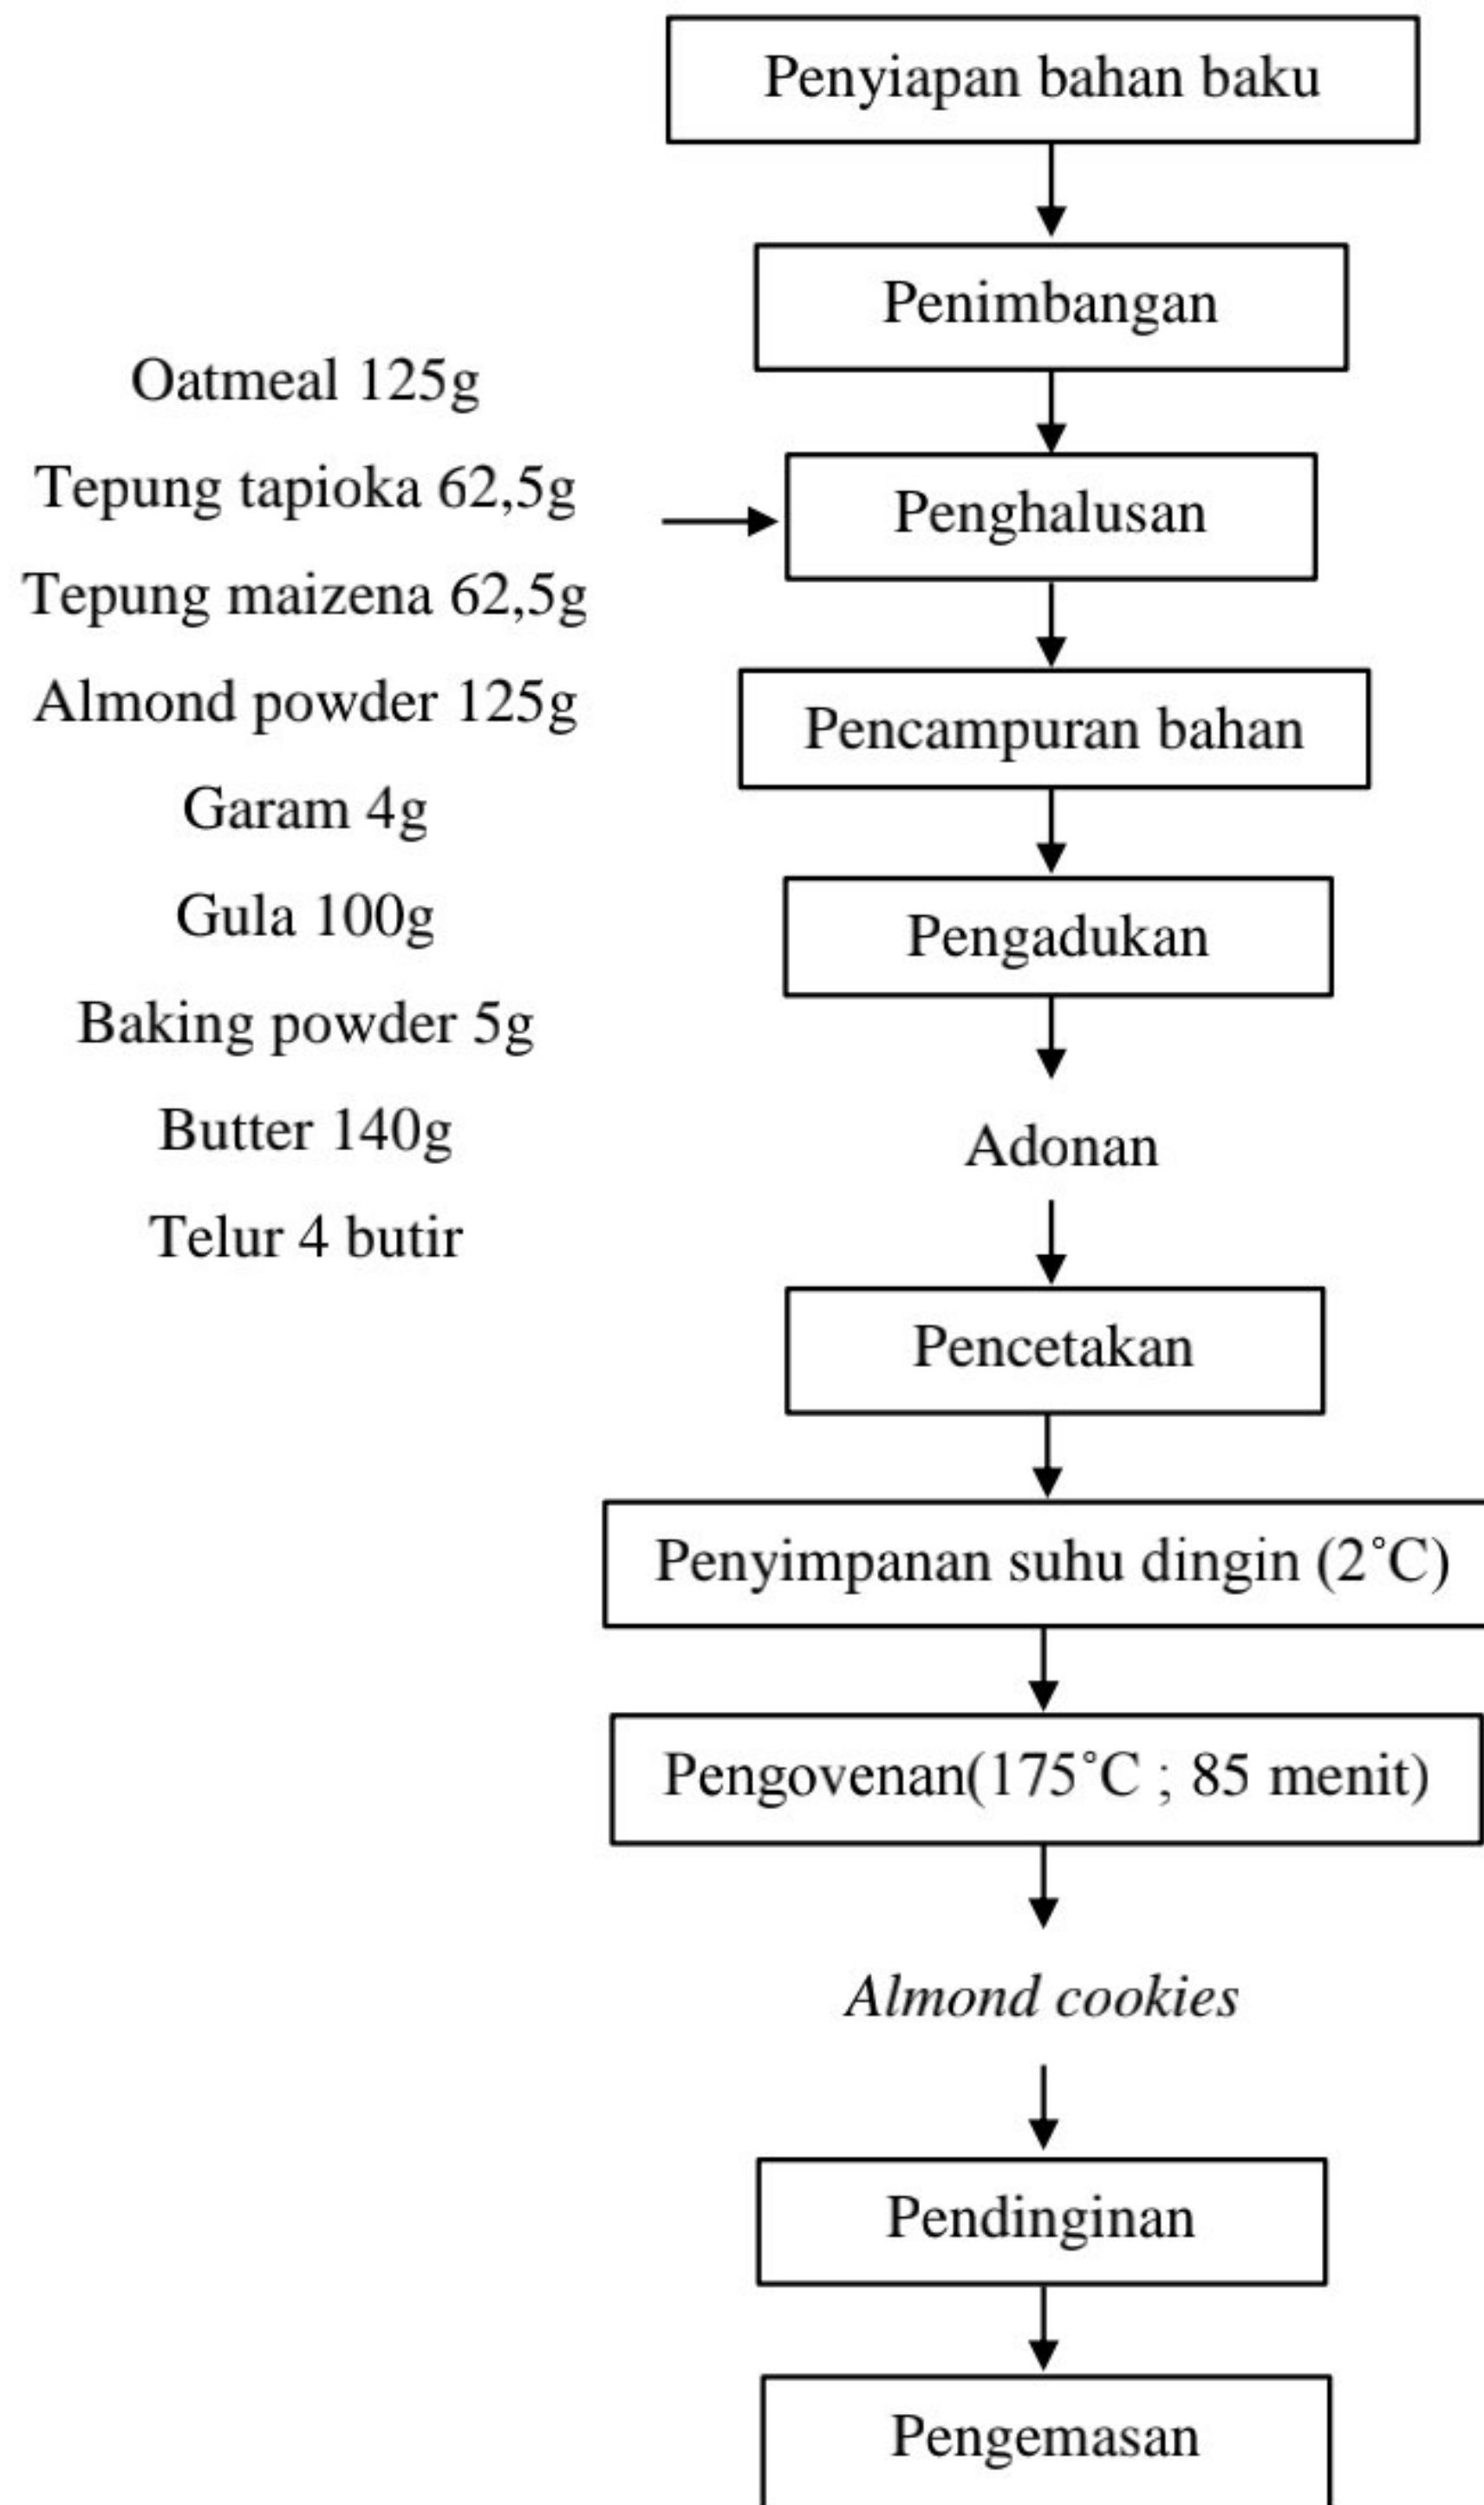 Penyiapan bahan baku
Penimbangan
Oatmeal 125g
Tepung tapioka 62,5g
Tepung maizena 62,5g
Almond powder 125g
Garam 4g
Gula 100g
Baking powder 5g
Butter 140g
Telur 4 butir
Penghalusan
Pencampuran bahan
Pengadukan
Adonan
Pencetakan
Penyimpanan suhu dingin (2˚C)
Pengovenan(175˚C ; 85 menit)
Almond cookies
Pendinginan
Pengemasan